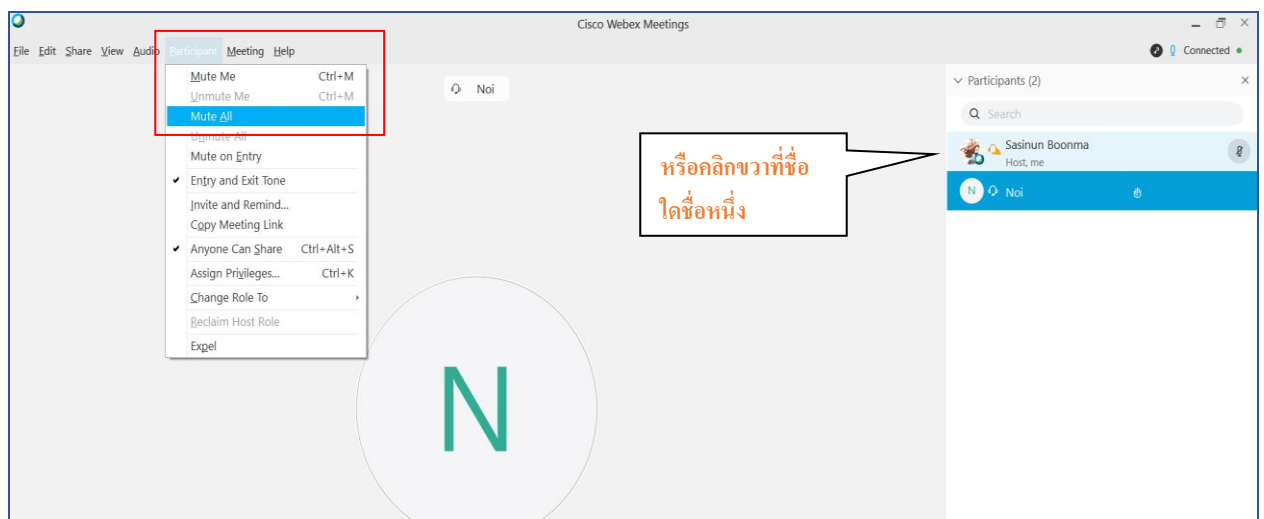 Cisco Webex Meetings
File Edit Share View Audio Participant Meeting Help
Connected
Mute Me Ctrl+M
Unmute Me Ctrl+M
Mute All
Unmute All
Mute on Entry
Entry and Exit Tone
Invite and Remind...
Copy Meeting Link
Anyone Can Share Ctrl+Alt+S
Assign Privileges... Ctrl+K
Change Role To
Reclaim Host Role
Expel
Noi
N
หรือคลิกขวาที่ชื่อ
ใดชื่อหนึ่ง
Participants (2)
Search
Sasinun Boonma
Host, me
N Noi